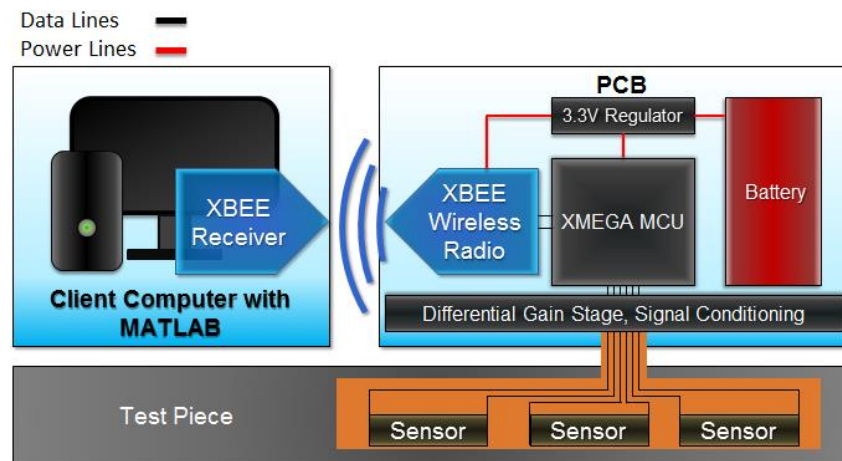 Data Lines
Power Lines
XBEE
Receiver
Client Computer with
MATLAB
PCB
3.3V Regulator
XBEE
Wireless
Radio
XMEGA MCU
Battery
Differential Gain Stage, Signal Conditioning
Test Piece
Sensor
Sensor
Sensor